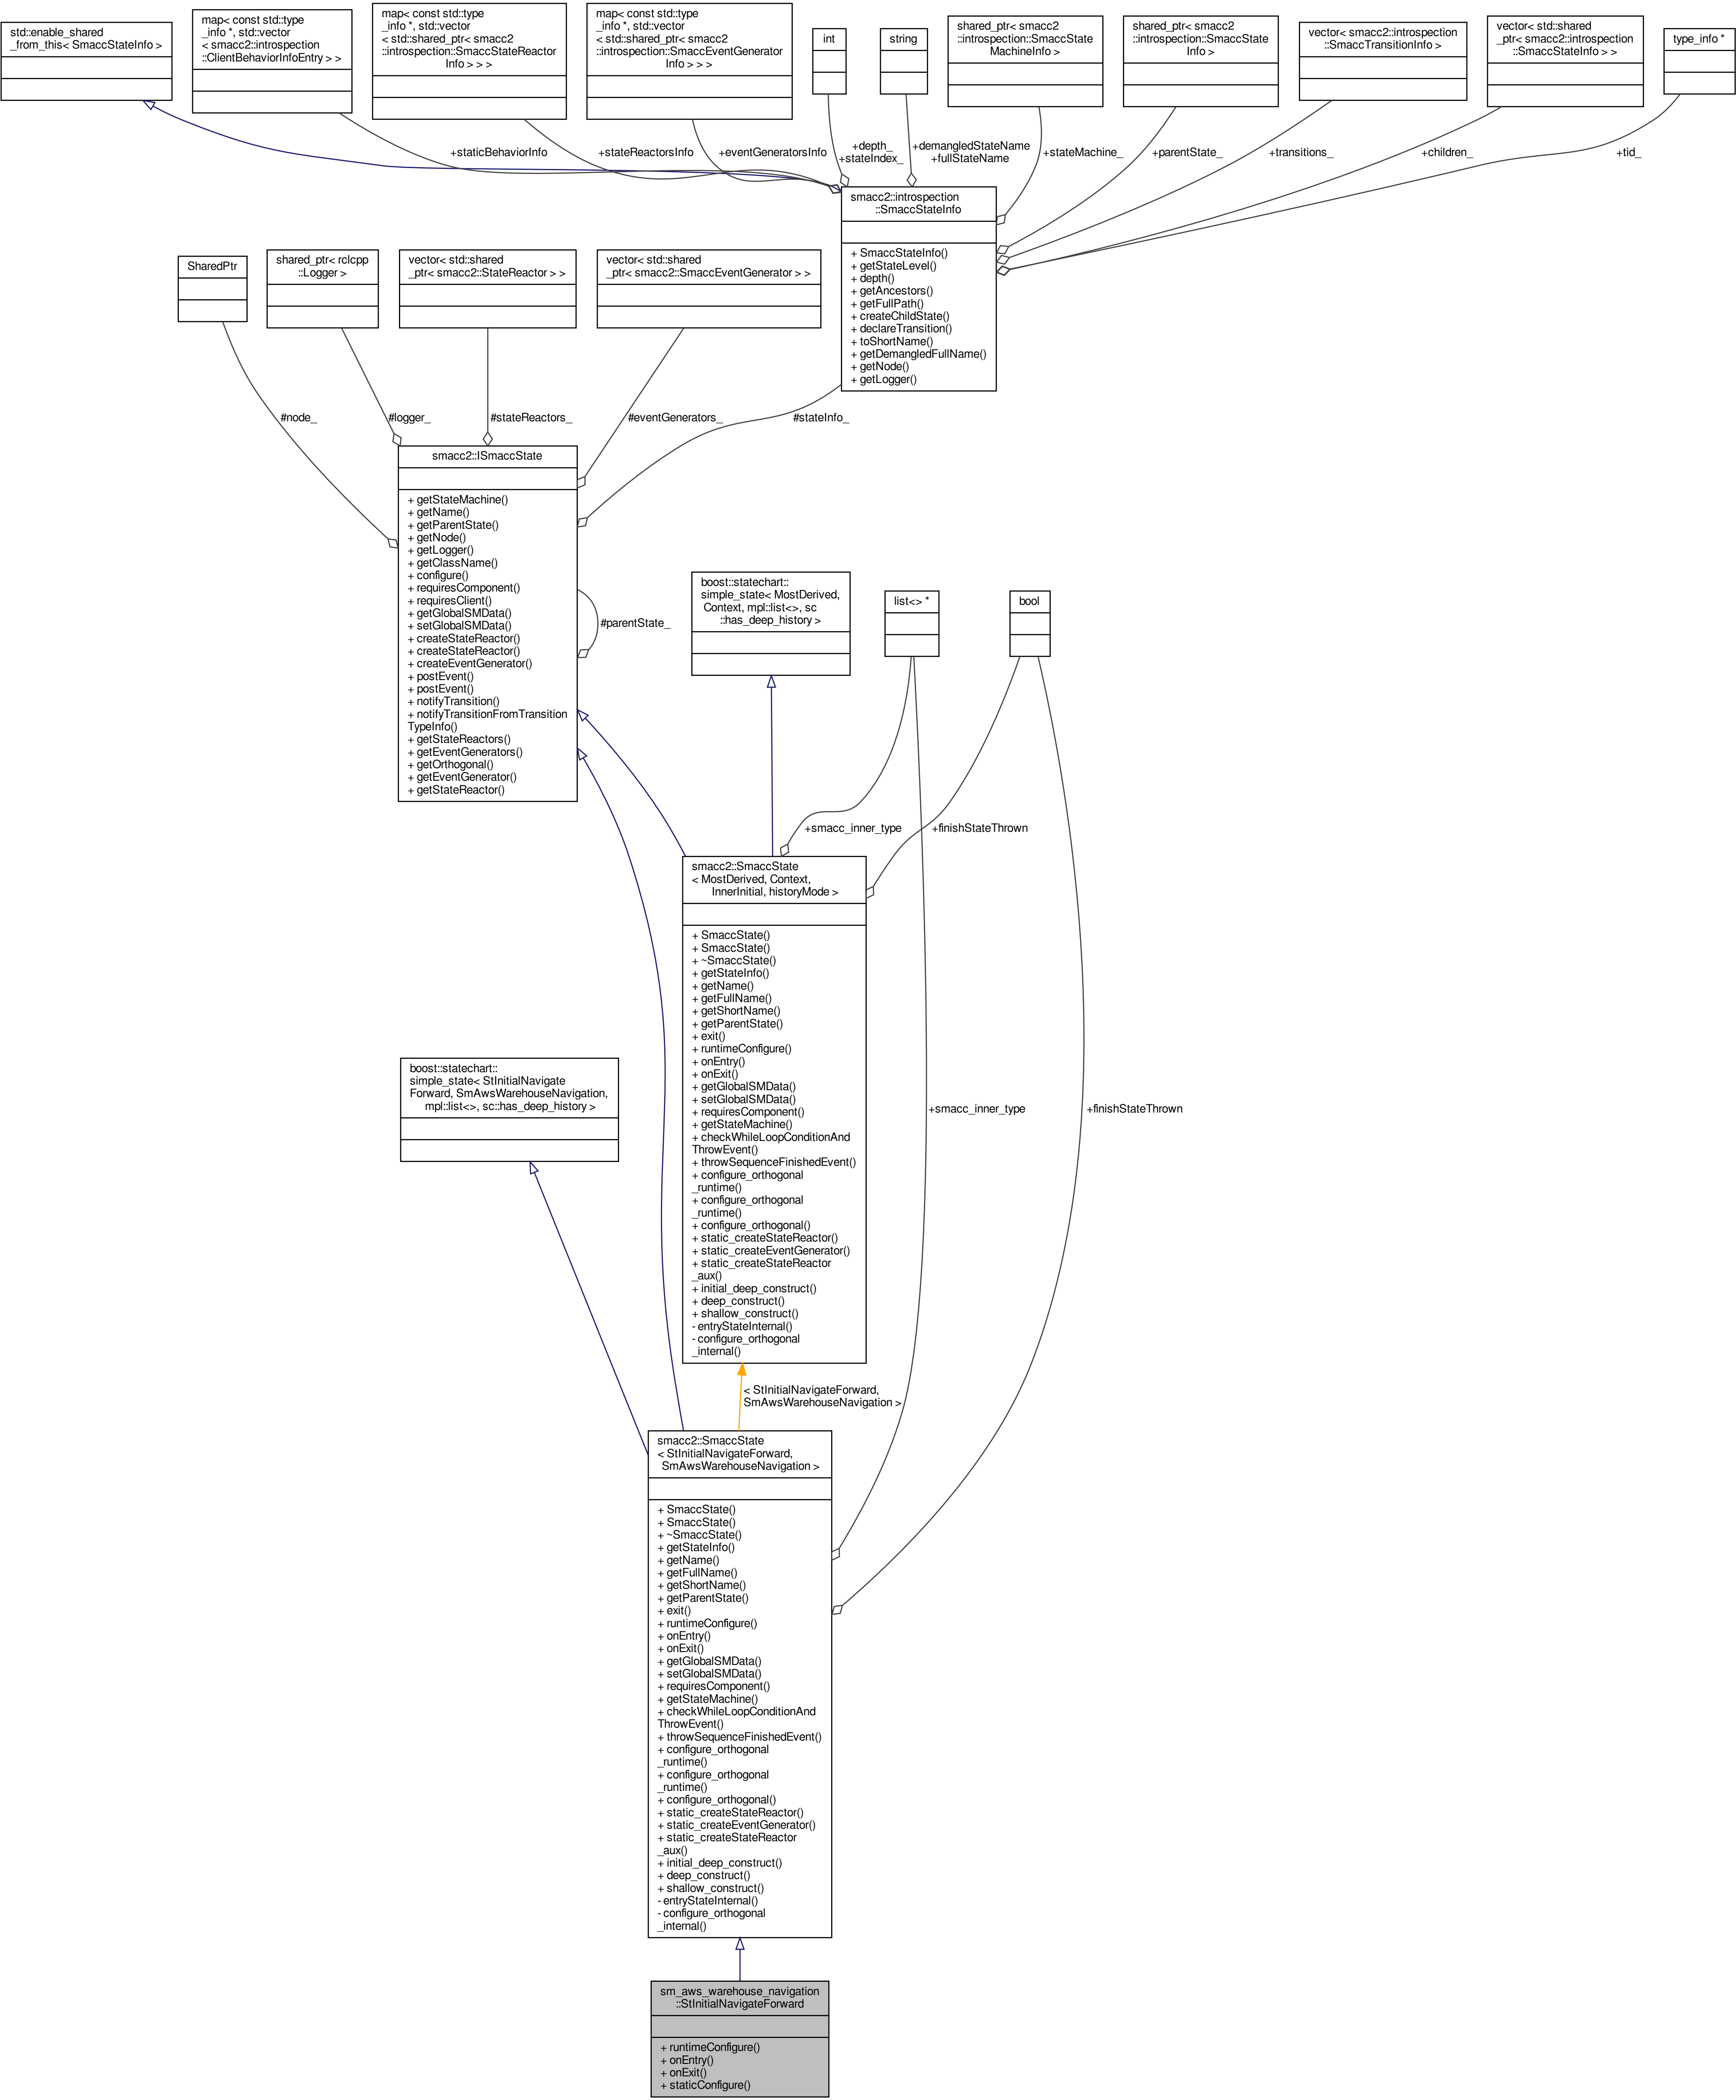 std::enable_shared
_from_this< SmaccStateInfo >
map< const std::type
_info *, std::vector
< smacc2::introspection
::ClientBehaviorInfoEntry > >
map< const std::type
_info *, std::vector
< std::shared_ptr< smacc2
::introspection::SmaccStateReactor
Info > > >
map< const std::type
_info *, std::vector
< std::shared_ptr< smacc2
::introspection::SmaccEventGenerator
Info > > >
int
string
shared_ptr< smacc2
::introspection::SmaccState
MachineInfo >
shared_ptr< smacc2
::introspection::SmaccState
Info >
vector< smacc2::introspection
::SmaccTransitionInfo >
vector< std::shared
_ptr< smacc2::introspection
::SmaccStateInfo > >
type_info *
+staticBehaviorInfo
+stateReactorsInfo
+eventGeneratorsInfo
+depth_
+stateIndex_
+demangledStateName
+fullStateName
+stateMachine_
+parentState_
+transitions_
+children_
+tid_
smacc2::introspection
::SmaccStateInfo
+ SmaccStateInfo()
+ getStateLevel()
+ depth()
+ getAncestors()
+ getFullPath()
+ createChildState()
+ declareTransition()
+ toShortName()
+ getDemangledFullName()
+ getNode()
+ getLogger()
SharedPtr
shared_ptr< rclcpp
::Logger >
vector< std::shared
_ptr< smacc2::StateReactor > >
vector< std::shared
_ptr< smacc2::SmaccEventGenerator > >
#node_
#logger_
#stateReactors_
#eventGenerators_
#stateInfo_
smacc2::ISmaccState
+ getStateMachine()
+ getName()
+ getParentState()
+ getNode()
+ getLogger()
+ getClassName()
+ configure()
+ requiresComponent()
+ requiresClient()
+ getGlobalSMData()
+ setGlobalSMData()
+ createStateReactor()
+ createStateReactor()
+ createEventGenerator()
+ postEvent()
+ postEvent()
+ notifyTransition()
+ notifyTransitionFromTransition
TypeInfo()
+ getStateReactors()
+ getEventGenerators()
+ getOrthogonal()
+ getEventGenerator()
+ getStateReactor()
#parentState_
boost::statechart::
simple_state< MostDerived,
Context, mpl::list<>, sc
::has_deep_history >
list<> *
bool
+smacc_inner_type
+finishStateThrown
smacc2::SmaccState
< MostDerived, Context,
InnerInitial, historyMode >
+ SmaccState()
+ SmaccState()
+ ~SmaccState()
+ getStateInfo()
+ getName()
+ getFullName()
+ getShortName()
+ getParentState()
+ exit()
+ runtimeConfigure()
+ onEntry()
+ onExit()
+ getGlobalSMData()
+ setGlobalSMData()
+ requiresComponent()
+ getStateMachine()
+ checkWhileLoopConditionAnd
ThrowEvent()
+ throwSequenceFinishedEvent()
+ configure_orthogonal
_runtime()
+ configure_orthogonal
_runtime()
+ configure_orthogonal()
+ static_createStateReactor()
+ static_createEventGenerator()
+ static_createStateReactor
_aux()
+ initial_deep_construct()
+ deep_construct()
+ shallow_construct()
- entryStateInternal()
- configure_orthogonal
_internal()
boost::statechart::
simple_state< StInitialNavigate
Forward, SmAwsWarehouseNavigation,
mpl::list<>, sc::has_deep_history >
+smacc_inner_type
+finishStateThrown
< StInitialNavigateForward,
SmAwsWarehouseNavigation >
smacc2::SmaccState
< StInitialNavigateForward,
SmAwsWarehouseNavigation >
+ SmaccState()
+ SmaccState()
+ ~SmaccState()
+ getStateInfo()
+ getName()
+ getFullName()
+ getShortName()
+ getParentState()
+ exit()
+ runtimeConfigure()
+ onEntry()
+ onExit()
+ getGlobalSMData()
+ setGlobalSMData()
+ requiresComponent()
+ getStateMachine()
+ checkWhileLoopConditionAnd
ThrowEvent()
+ throwSequenceFinishedEvent()
+ configure_orthogonal
_runtime()
+ configure_orthogonal
_runtime()
+ configure_orthogonal()
+ static_createStateReactor()
+ static_createEventGenerator()
+ static_createStateReactor
_aux()
+ initial_deep_construct()
+ deep_construct()
+ shallow_construct()
- entryStateInternal()
- configure_orthogonal
_internal()
sm_aws_warehouse_navigation
::StInitialNavigateForward
+ runtimeConfigure()
+ onEntry()
+ onExit()
+ staticConfigure()